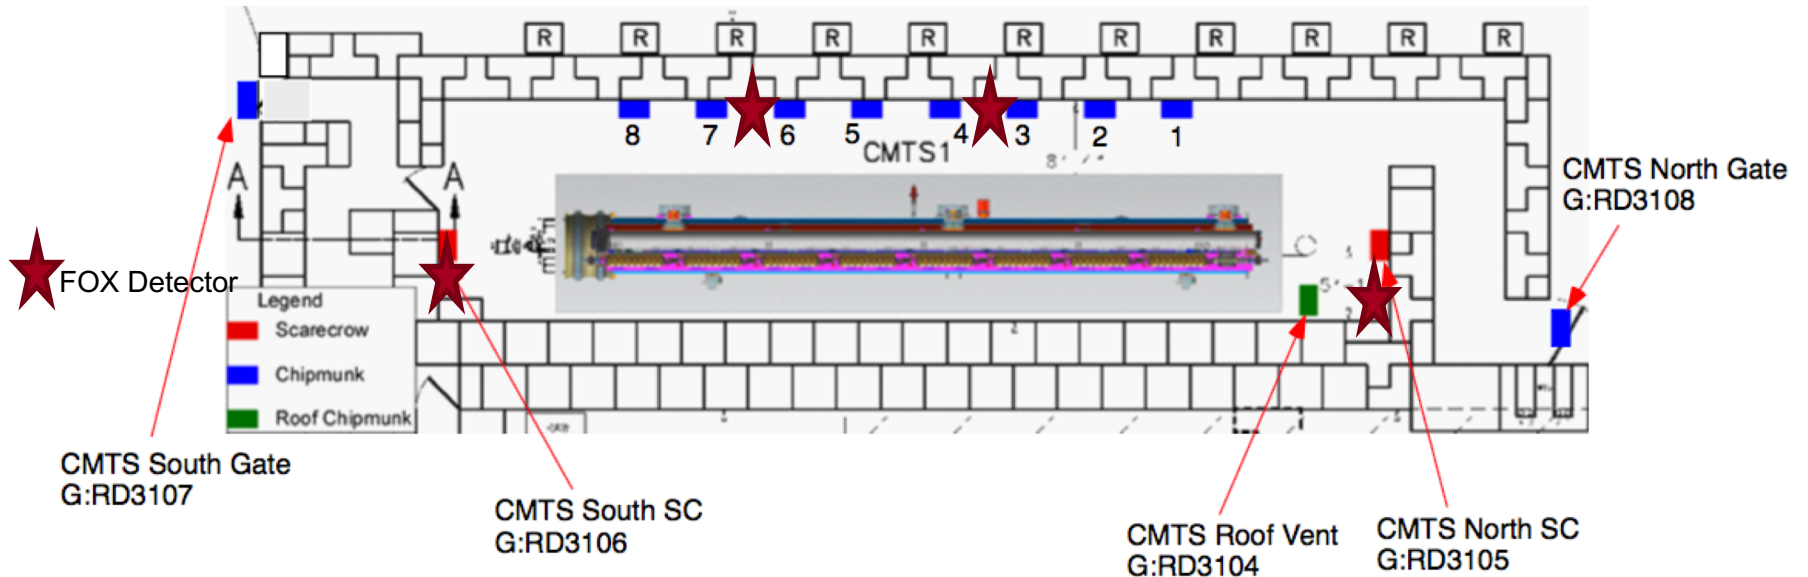 R R R R R R R R R R R
8 7 6 5 4 3 2 1
CMTS1
A A
CMTS North Gate
G:RD3108
FOX Detector
Legend
Scarecrow
Chipmunk
Roof Chipmunk
CMTS South Gate
G:RD3107
CMTS South SC
G:RD3106
CMTS Roof Vent
G:RD3104
CMTS North SC
G:RD3105